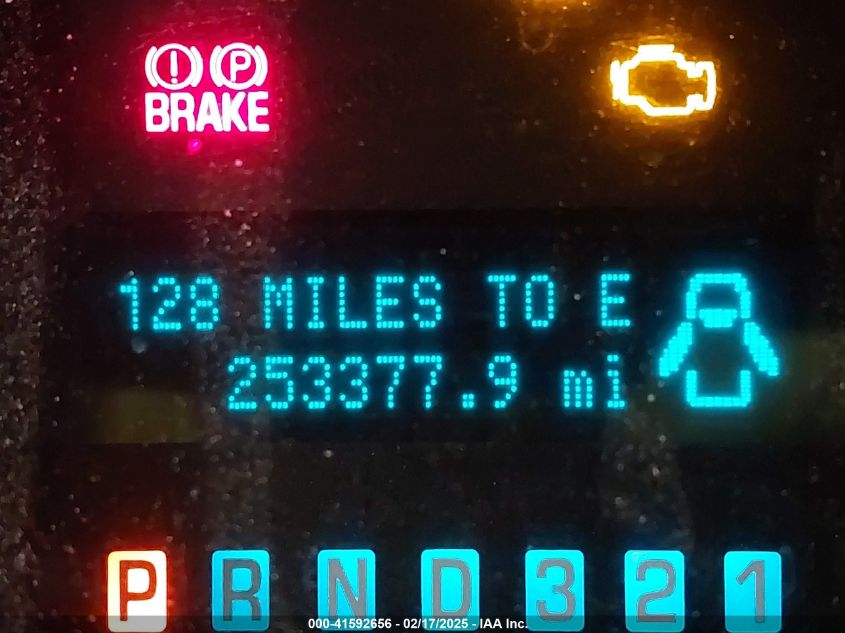 ! P
BRAKE
128 MILES TO E
253377.9 mi
P R N D 3 2 1
000-41592656 - 02/17/2025 - IAA Inc.